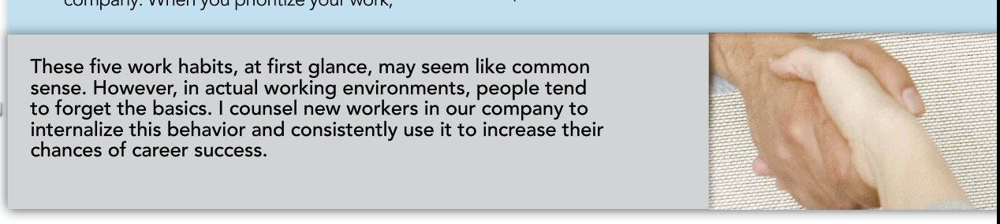 company. When you prioritize your work,
These five work habits, at first glance, may seem like common
sense. However, in actual working environments, people tend
to forget the basics. I counsel new workers in our company to
internalize this behavior and consistently use it to increase their
chances of career success.